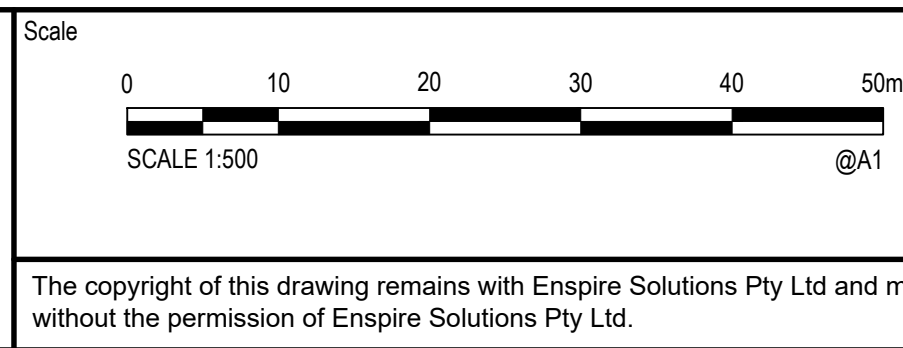 Scale
0 10 20 30 40 50m
SCALE 1:500 @A1
The copyright of this drawing remains with Enspire Solutions Pty Ltd and
without the permission of Enspire Solutions Pty Ltd.